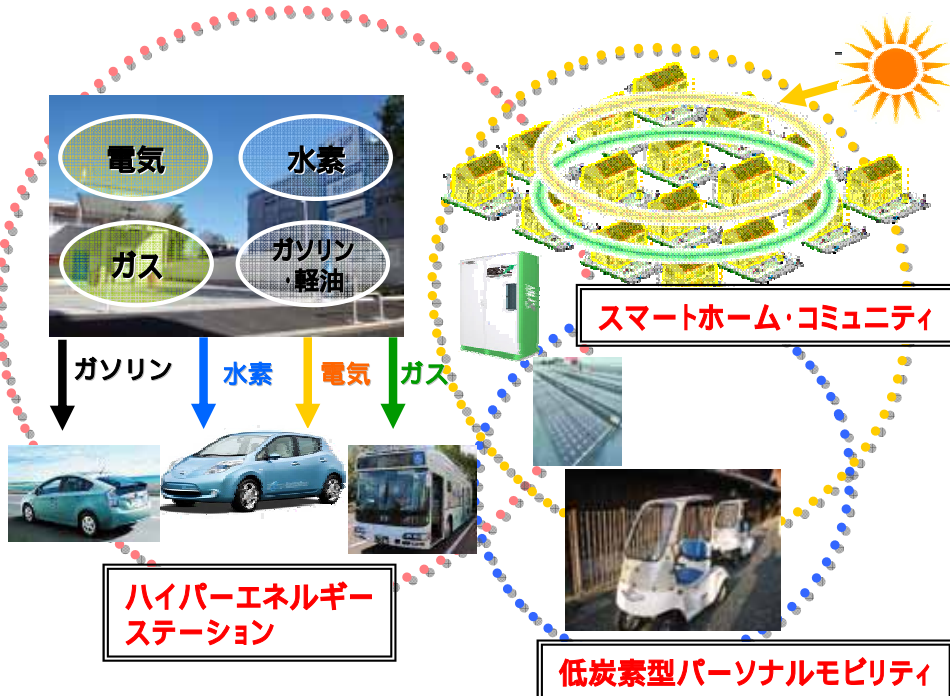 電気
水素
ガス
ガソリン
・軽油
ガソリン
水素
電気
ガス
スマートホーム・コミュニティ
ハイパーエネルギー
ステーション
低炭素型パーソナルモビリティ